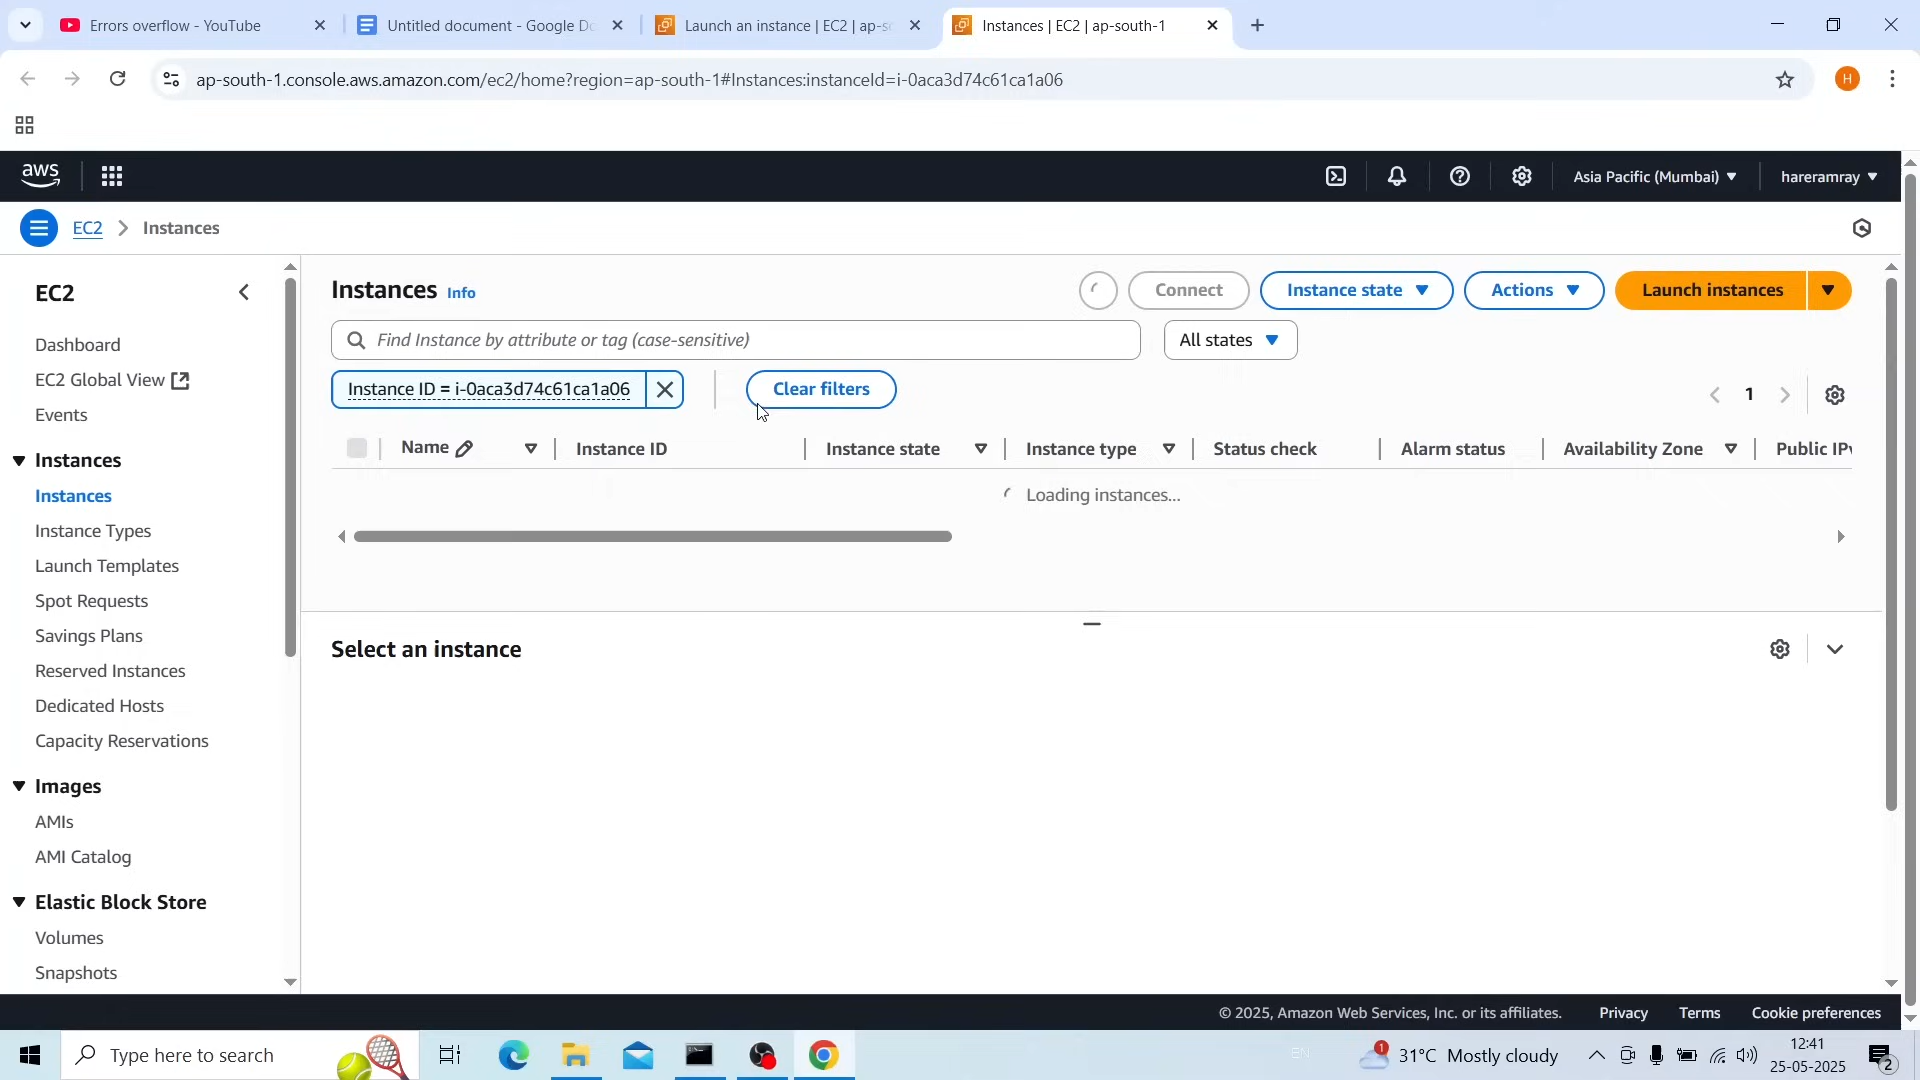 Errors overflow - YouTube
Untitled document - Google Do
Launch an instance | EC2 | ap-s
Instances | EC2 | ap-south-1
ap-south-1.console.aws.amazon.com/ec2/home?region=ap-south-1#Instances:instanceId=i-0aca3d74c61ca1a06
H
aws
Asia Pacific (Mumbai)
hareramray
EC2
Instances
EC2
Dashboard
EC2 Global View
Events
Instances
Instances
Instance Types
Launch Templates
Spot Requests
Savings Plans
Reserved Instances
Dedicated Hosts
Capacity Reservations
Images
AMIs
AMI Catalog
Elastic Block Store
Volumes
Snapshots
Instances Info
Connect
Instance state
Actions
Launch instances
Find Instance by attribute or tag (case-sensitive)
All states
Instance ID = i-0aca3d74c61ca1a06
Clear filters
1
Name
Instance ID
Instance state
Instance type
Status check
Alarm status
Availability Zone
Public IPv
Loading instances...
Select an instance
© 2025, Amazon Web Services, Inc. or its affiliates.
Privacy
Terms
Cookie preferences
Type here to search
EN
1
31°C Mostly cloudy
12:41
25-05-2025
2